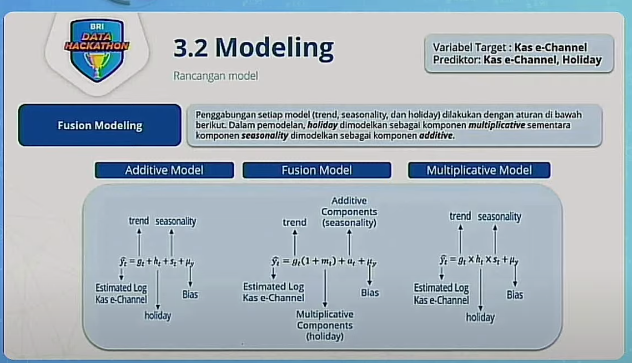 BRI
DATA
HACKATHON
3.2 Modeling
Rancangan model
Variabel Target : Kas e-Channel
Prediktor: Kas e-Channel, Holiday
Fusion Modeling
Penggabungan setiap model (trend, seasonality, dan holiday) dilakukan dengan aturan di bawah
berikut. Dalam pemodelan, holiday dimodelkan sebagai komponen multiplicative sementara
komponen seasonality dimodelkan sebagai komponen additive.
Additive Model
trend seasonality
ŷₜ = gₜ + hₜ + sₜ + μᵧ
Estimated Log
Kas e-Channel
Bias
holiday
Fusion Model
Additive
Components
(seasonality)
trend
ŷₜ = gₜ(1 + mₜ) + aₜ + μᵧ
Estimated Log
Kas e-Channel
Bias
Multiplicative
Components
(holiday)
Multiplicative Model
trend seasonality
ŷₜ = gₜ × hₜ × sₜ + μᵧ
Estimated Log
Kas e-Channel
Bias
holiday